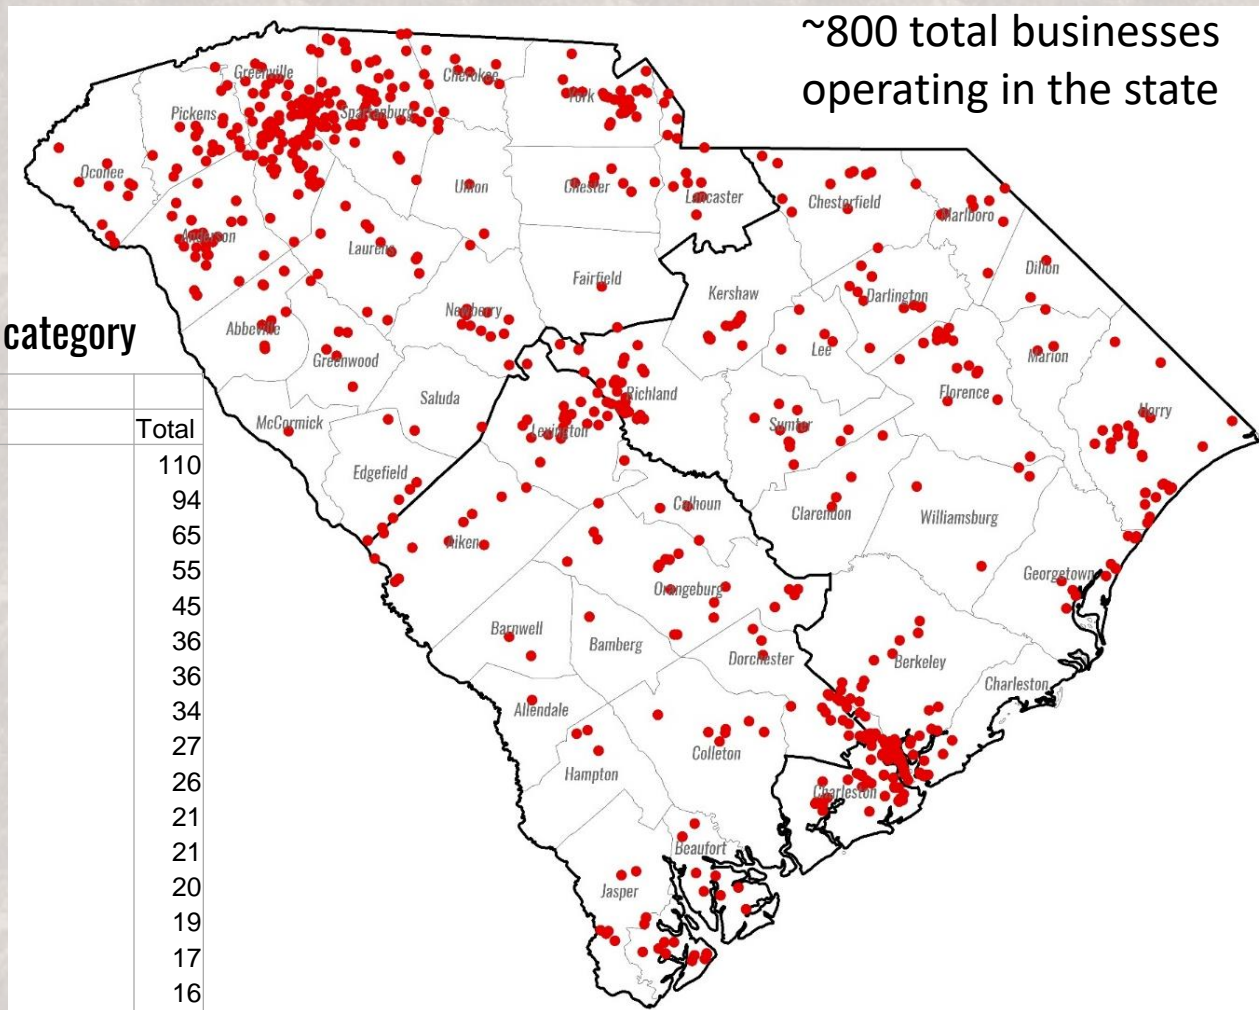 ~800 total businesses
operating in the state
category
Total
110
94
65
55
45
36
36
34
27
26
21
21
20
19
17
16
Greenville
Cherokee
Pickens
Spartanburg
York
Oconee
Union
Chester
Lancaster
Chesterfield
Marlboro
Anderson
Laurens
Fairfield
Kershaw
Darlington
Dillon
Abbeville
Newberry
Greenwood
Lee
Marion
Saluda
Richland
Florence
McCormick
Lexington
Sumter
Horry
Edgefield
Calhoun
Clarendon
Williamsburg
Aiken
Orangeburg
Georgetown
Barnwell
Bamberg
Dorchester
Berkeley
Charleston
Allendale
Colleton
Hampton
Charleston
Beaufort
Jasper